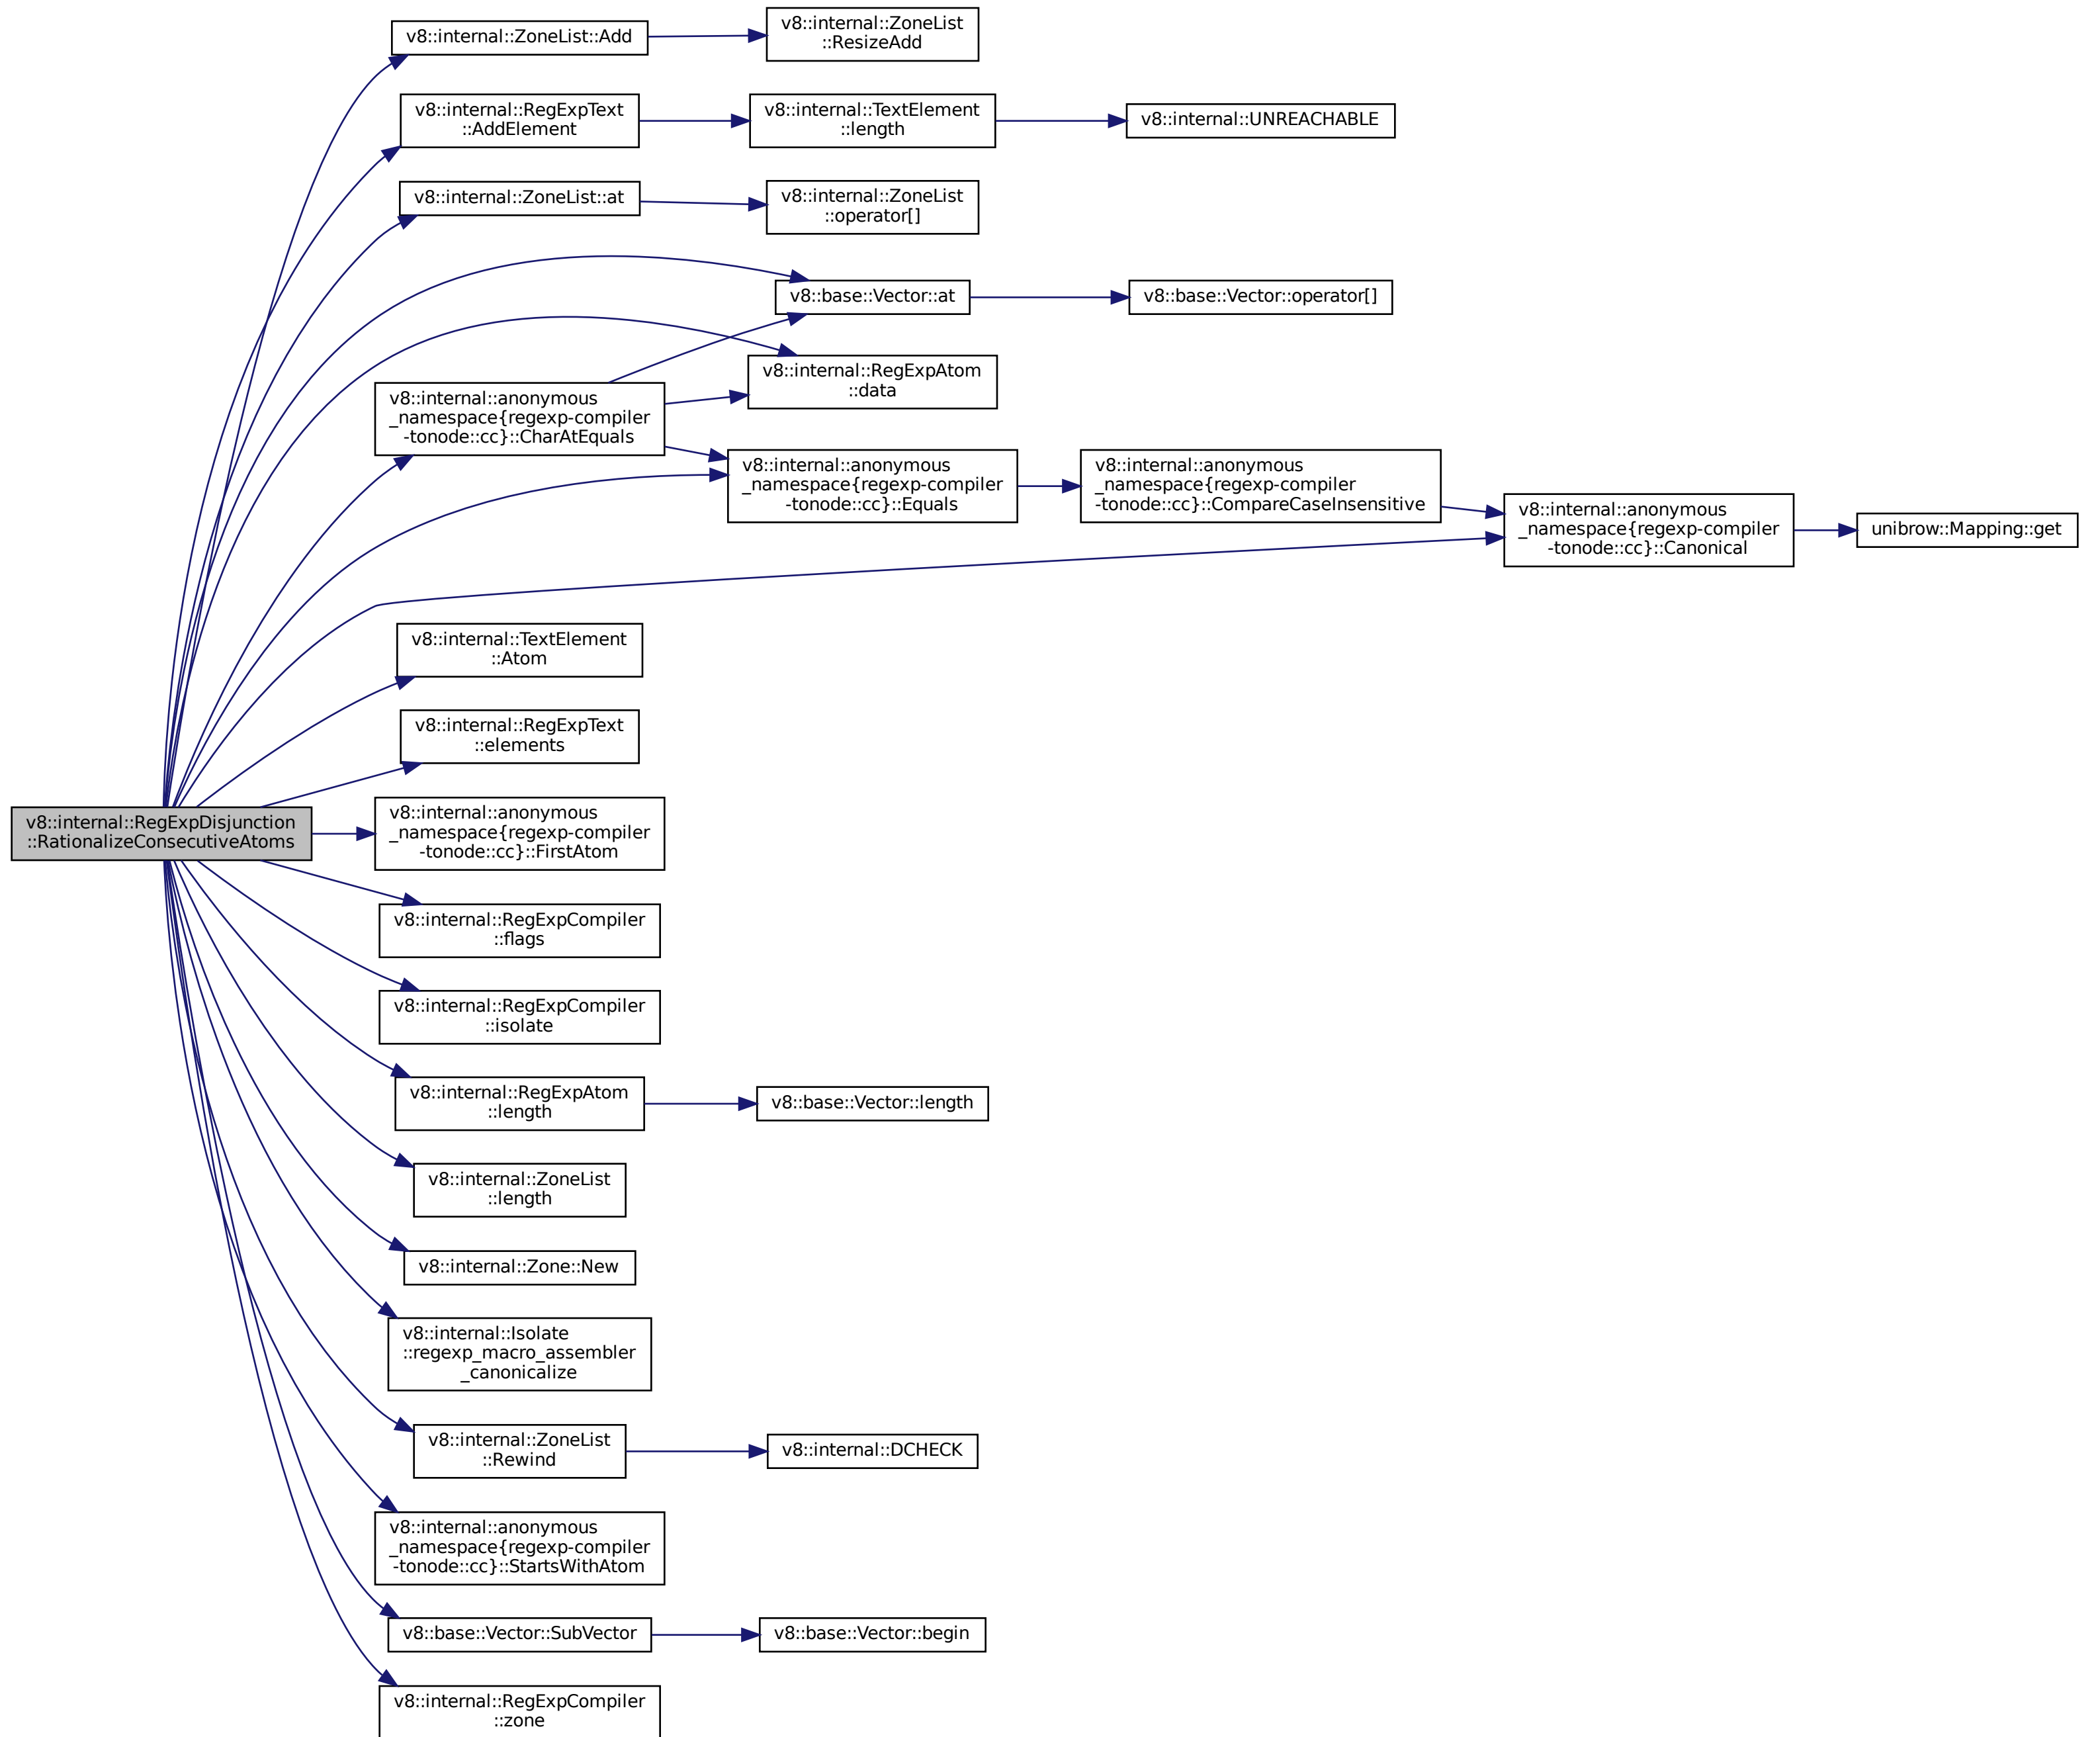 v8::internal::RegExpDisjunction
::RationalizeConsecutiveAtoms
v8::internal::ZoneList::Add
v8::internal::ZoneList
::ResizeAdd
v8::internal::RegExpText
::AddElement
v8::internal::TextElement
::length
v8::internal::UNREACHABLE
v8::internal::ZoneList::at
v8::internal::ZoneList
::operator[]
v8::base::Vector::at
v8::base::Vector::operator[]
v8::internal::RegExpAtom
::data
v8::internal::anonymous
_namespace{regexp-compiler
-tonode::cc}::CharAtEquals
v8::internal::anonymous
_namespace{regexp-compiler
-tonode::cc}::Equals
v8::internal::anonymous
_namespace{regexp-compiler
-tonode::cc}::CompareCaseInsensitive
v8::internal::anonymous
_namespace{regexp-compiler
-tonode::cc}::Canonical
unibrow::Mapping::get
v8::internal::TextElement
::Atom
v8::internal::RegExpText
::elements
v8::internal::anonymous
_namespace{regexp-compiler
-tonode::cc}::FirstAtom
v8::internal::RegExpCompiler
::flags
v8::internal::RegExpCompiler
::isolate
v8::internal::RegExpAtom
::length
v8::base::Vector::length
v8::internal::ZoneList
::length
v8::internal::Zone::New
v8::internal::Isolate
::regexp_macro_assembler
_canonicalize
v8::internal::ZoneList
::Rewind
v8::internal::DCHECK
v8::internal::anonymous
_namespace{regexp-compiler
-tonode::cc}::StartsWithAtom
v8::base::Vector::SubVector
v8::base::Vector::begin
v8::internal::RegExpCompiler
::zone